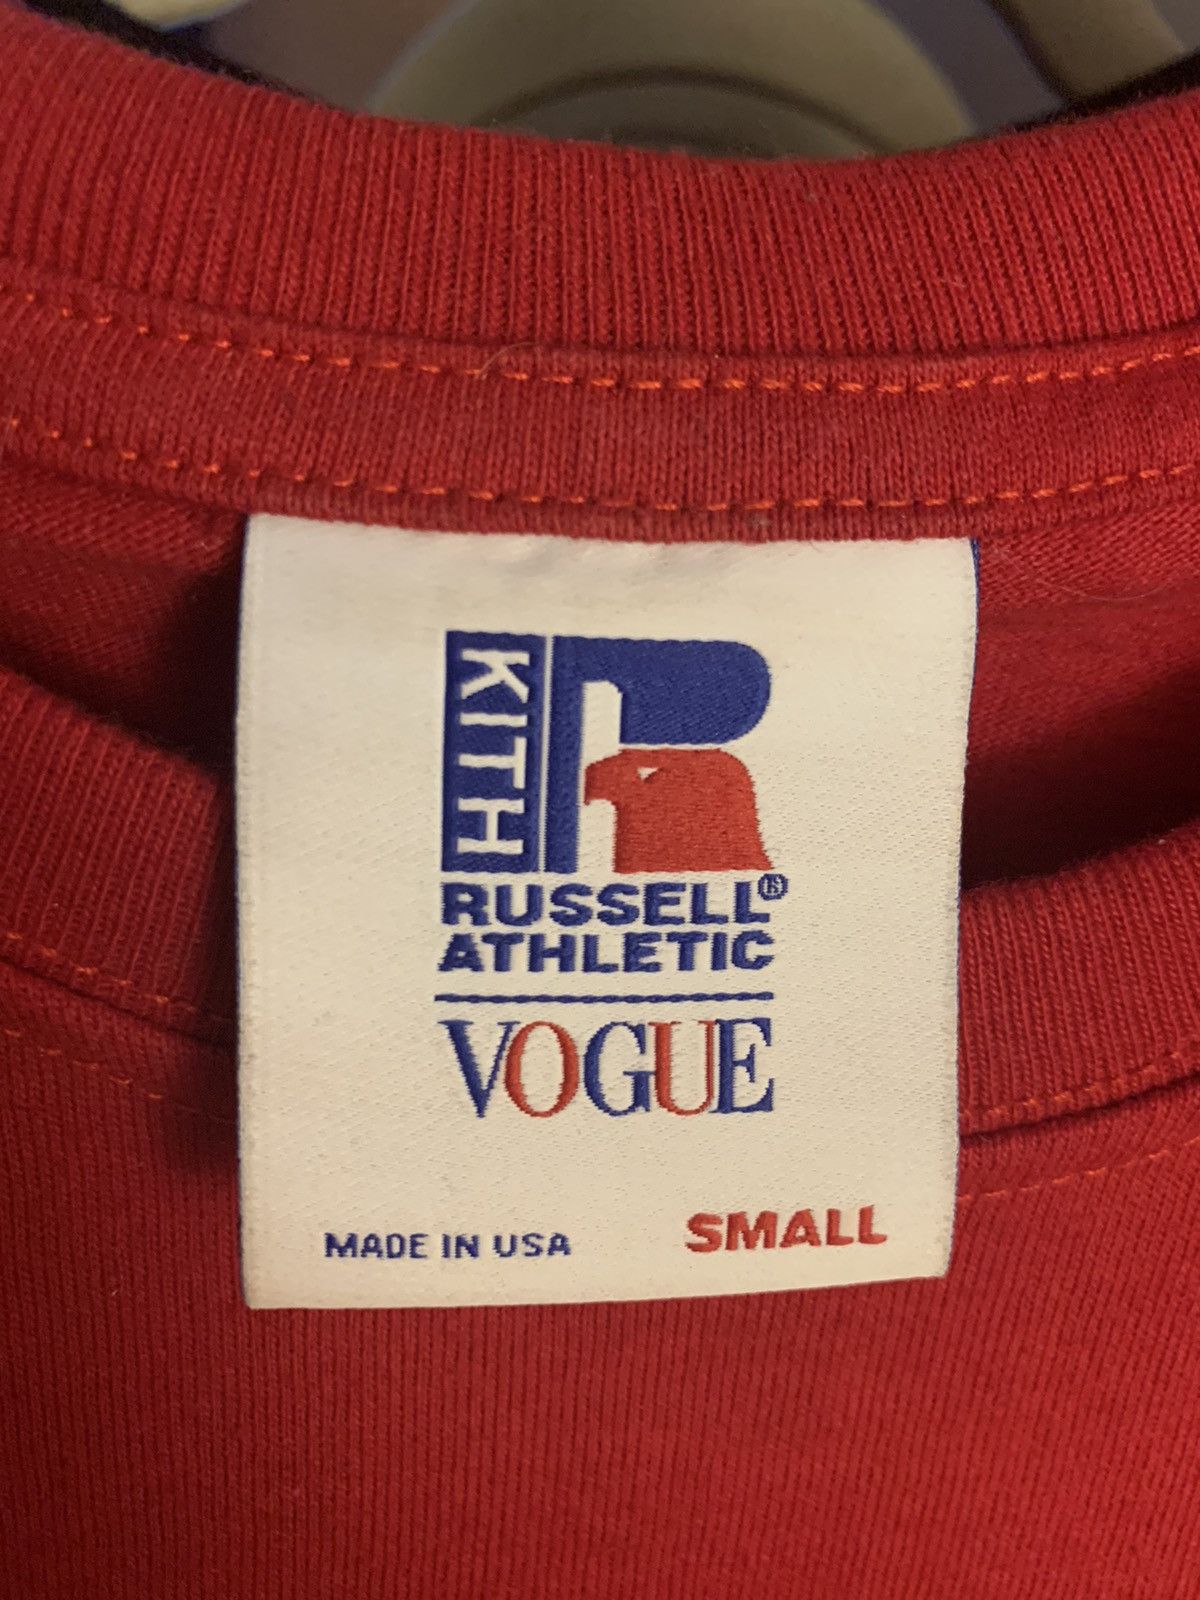 KITH
RUSSELL®
ATHLETIC
VOGUE
MADE IN USA
SMALL